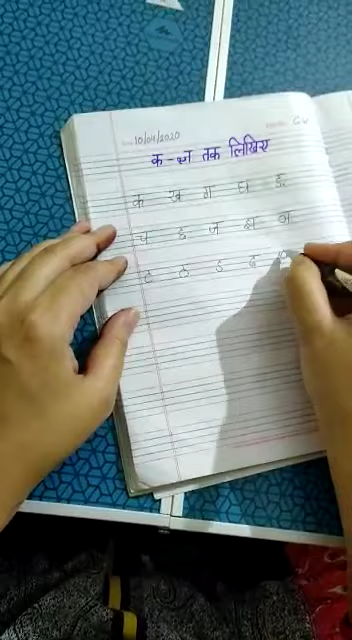 10/04/2020
C.W
क - ज्ञ तक लिखिए
क ख ग घ ङ
च छ ज झ ञ
ट ठ ड ढ